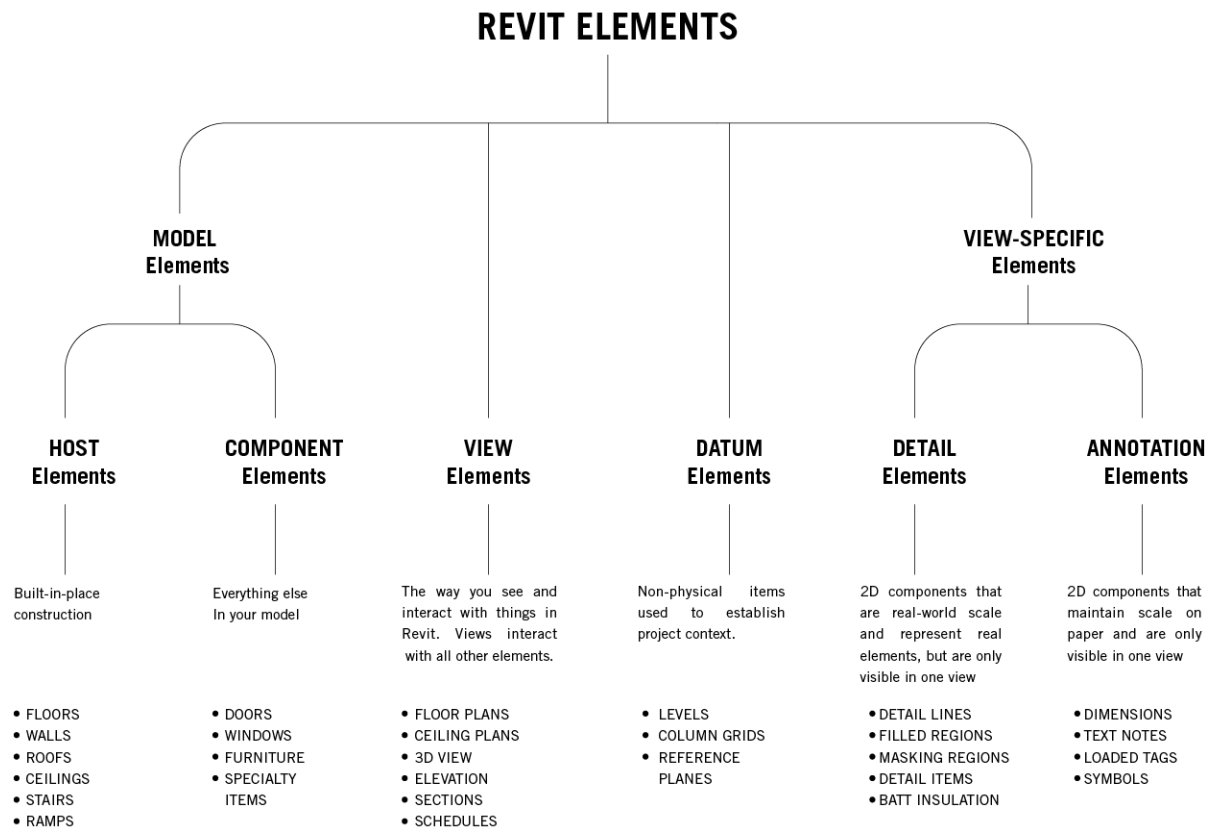 REVIT ELEMENTS
MODEL
Elements
VIEW-SPECIFIC
Elements
HOST
Elements
COMPONENT
Elements
VIEW
Elements
DATUM
Elements
DETAIL
Elements
ANNOTATION
Elements
Built-in-place
construction
Everything else
In your model
The way you see and
interact with things in
Revit. Views interact
with all other elements.
Non-physical items
used to establish
project context.
2D components that
are real-world scale
and represent real
elements, but are only
visible in one view
2D components that
maintain scale on
paper and are only
visible in one view
• FLOORS
• WALLS
• ROOFS
• CEILINGS
• STAIRS
• RAMPS
• DOORS
• WINDOWS
• FURNITURE
• SPECIALTY
ITEMS
• FLOOR PLANS
• CEILING PLANS
• 3D VIEW
• ELEVATION
• SECTIONS
• SCHEDULES
• LEVELS
• COLUMN GRIDS
• REFERENCE
PLANES
• DETAIL LINES
• FILLED REGIONS
• MASKING REGIONS
• DETAIL ITEMS
• BATT INSULATION
• DIMENSIONS
• TEXT NOTES
• LOADED TAGS
• SYMBOLS